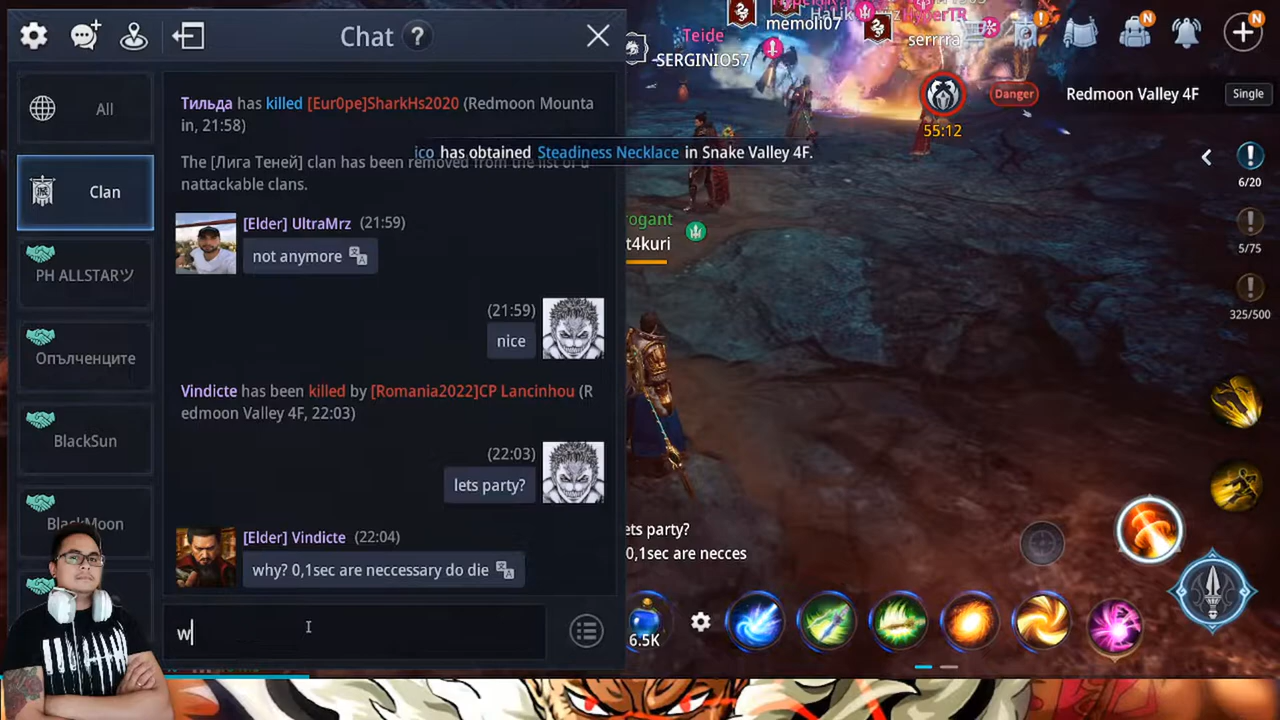 Chat ?
All
Clan
PH ALLSTARツ
Опълченците
BlackSun
BlackMoon
Тильда has killed [Eur0pe]SharkHs2020 (Redmoon Mounta
in, 21:58)
The [Лига Теней] clan has been removed from the list of u
nattackable clans.
[Elder] UltraMrz (21:59)
not anymore
(21:59)
nice
Vindicte has been killed by [Romania2022]CP Lancinhou (R
edmoon Valley 4F, 22:03)
(22:03)
lets party?
[Elder] Vindicte (22:04)
why? 0,1sec are neccessary do die
w
ico has obtained Steadiness Necklace in Snake Valley 4F.
memoli07
HyperTR
serrrra
Teide
SERGINIO57
N
N
Danger
Redmoon Valley 4F
Single
55:12
6/20
5/75
325/500
rogant
t4kuri
ets party?
0,1sec are necces
6.5K